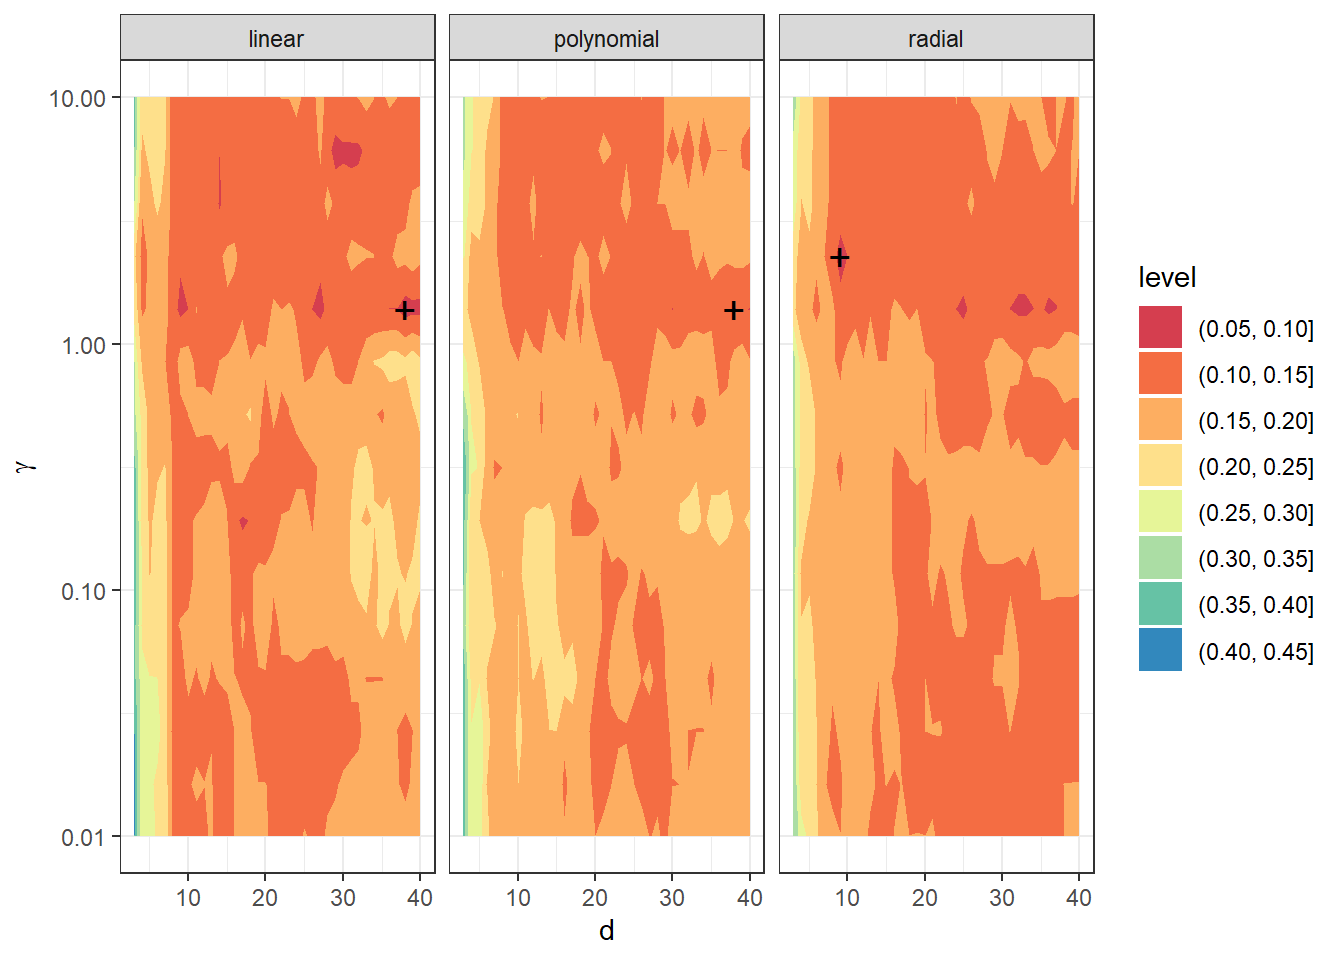 linear polynomial radial
10.00
1.00
0.10
0.01
γ
10 20 30 40 10 20 30 40 10 20 30 40
d
level
(0.05, 0.10]
(0.10, 0.15]
(0.15, 0.20]
(0.20, 0.25]
(0.25, 0.30]
(0.30, 0.35]
(0.35, 0.40]
(0.40, 0.45]